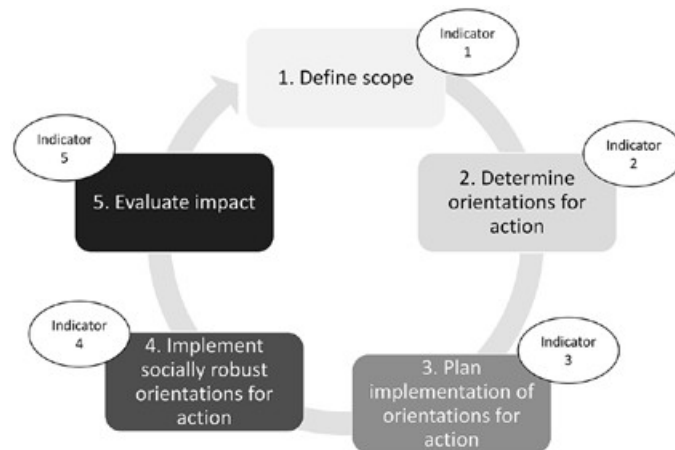 Indicator
1
1. Define scope
Indicator
2
2. Determine
orientations for
action
Indicator
3
3. Plan
implementation of
orientations for
action
Indicator
4
4. Implement
socially robust
orientations for
action
Indicator
5
5. Evaluate impact